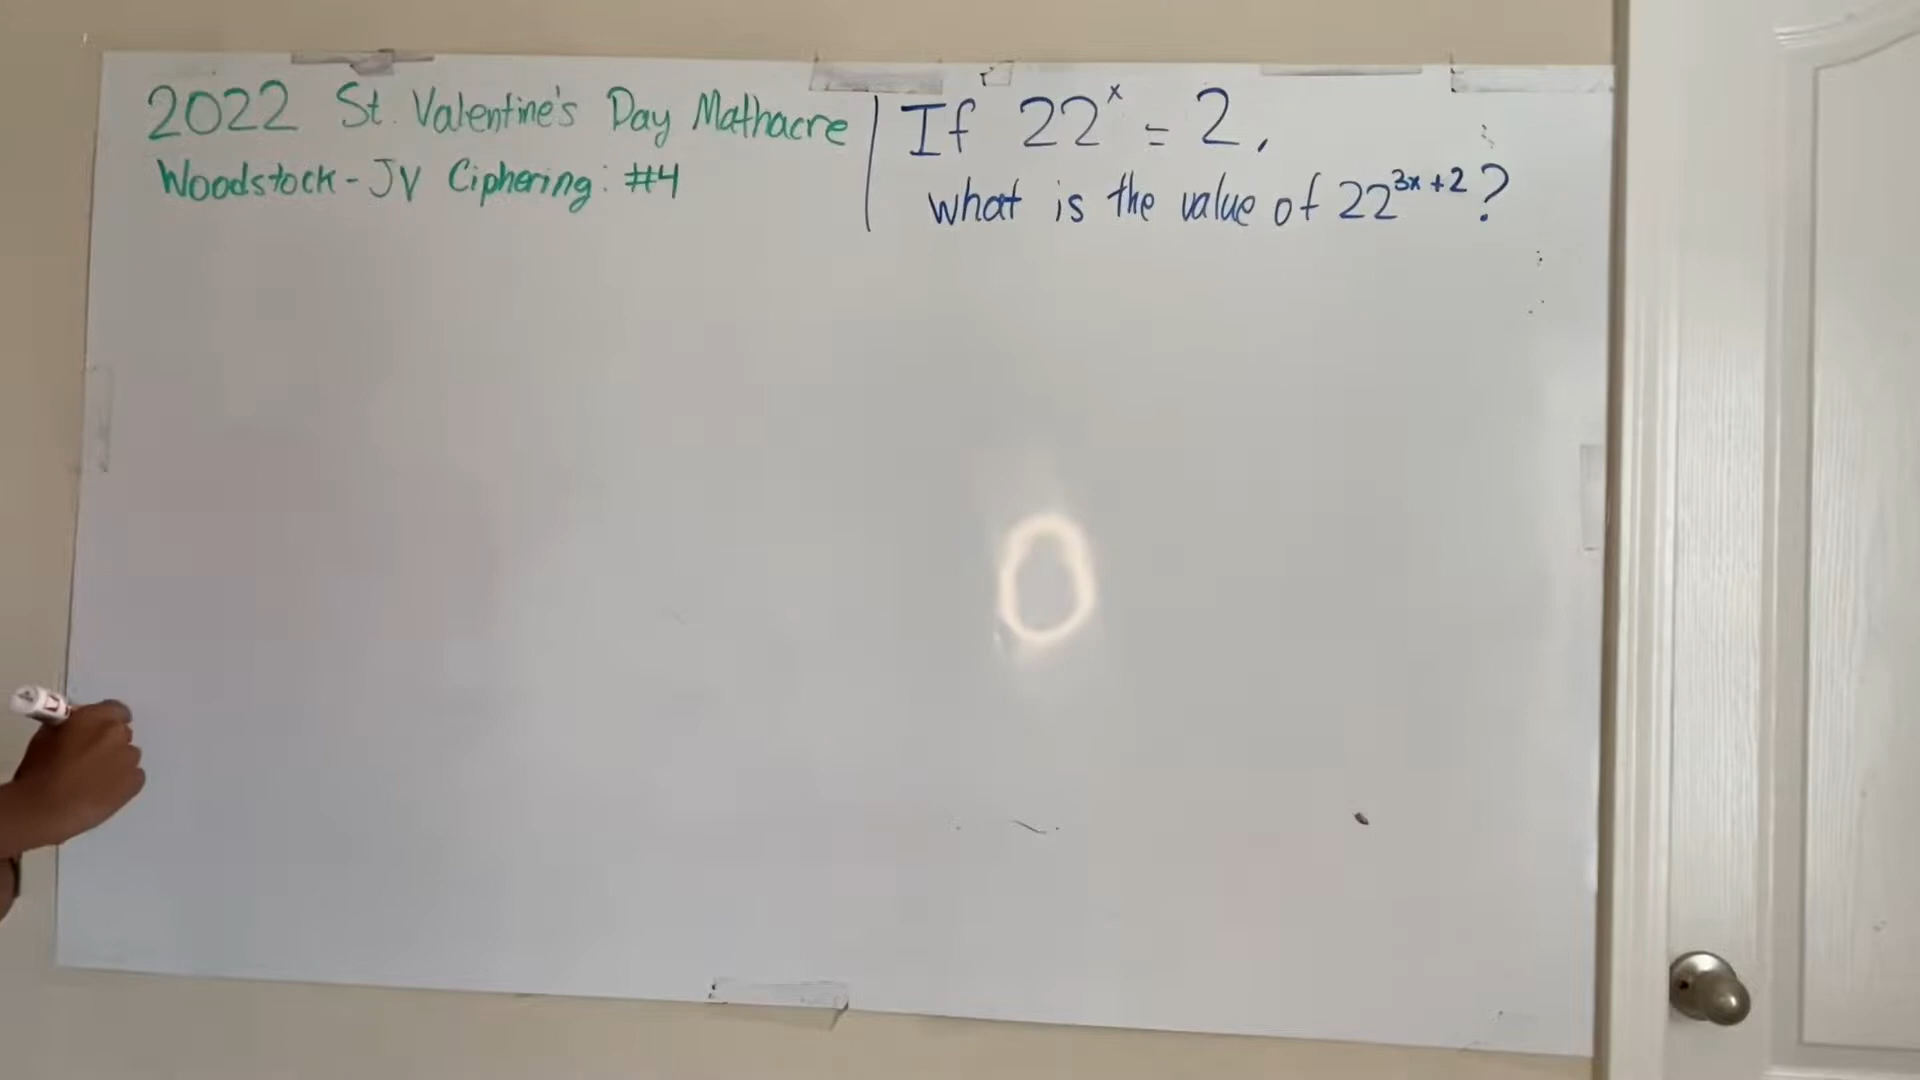 2022 St. Valentine's Day Mathacre
Woodstock - JV Ciphering: #4
If 22ˣ = 2,
what is the value of 22³ˣ⁺²?